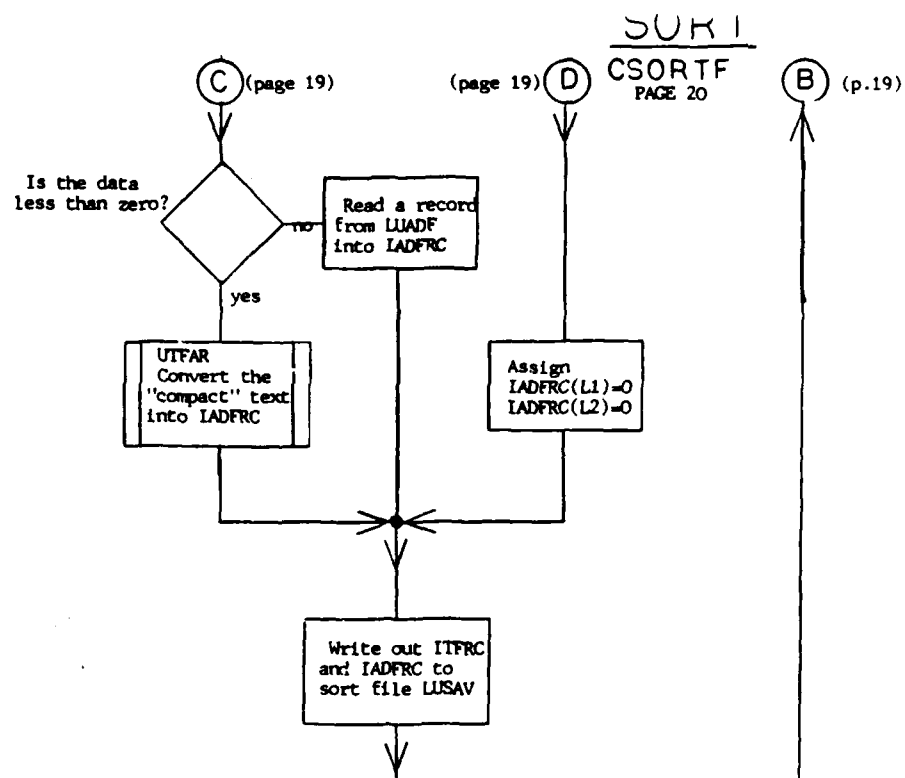 SORT
CSORTF
PAGE 20
C (page 19)
(page 19) D
B (p.19)
Is the data
less than zero?
no
Read a record
from LUADF
into IADFRC
yes
UTFAR
Convert the
"compact" text
into IADFRC
Assign
IADFRC(L1)=0
IADFRC(L2)=0
Write out ITFRC
and IADFRC to
sort file LUSAV